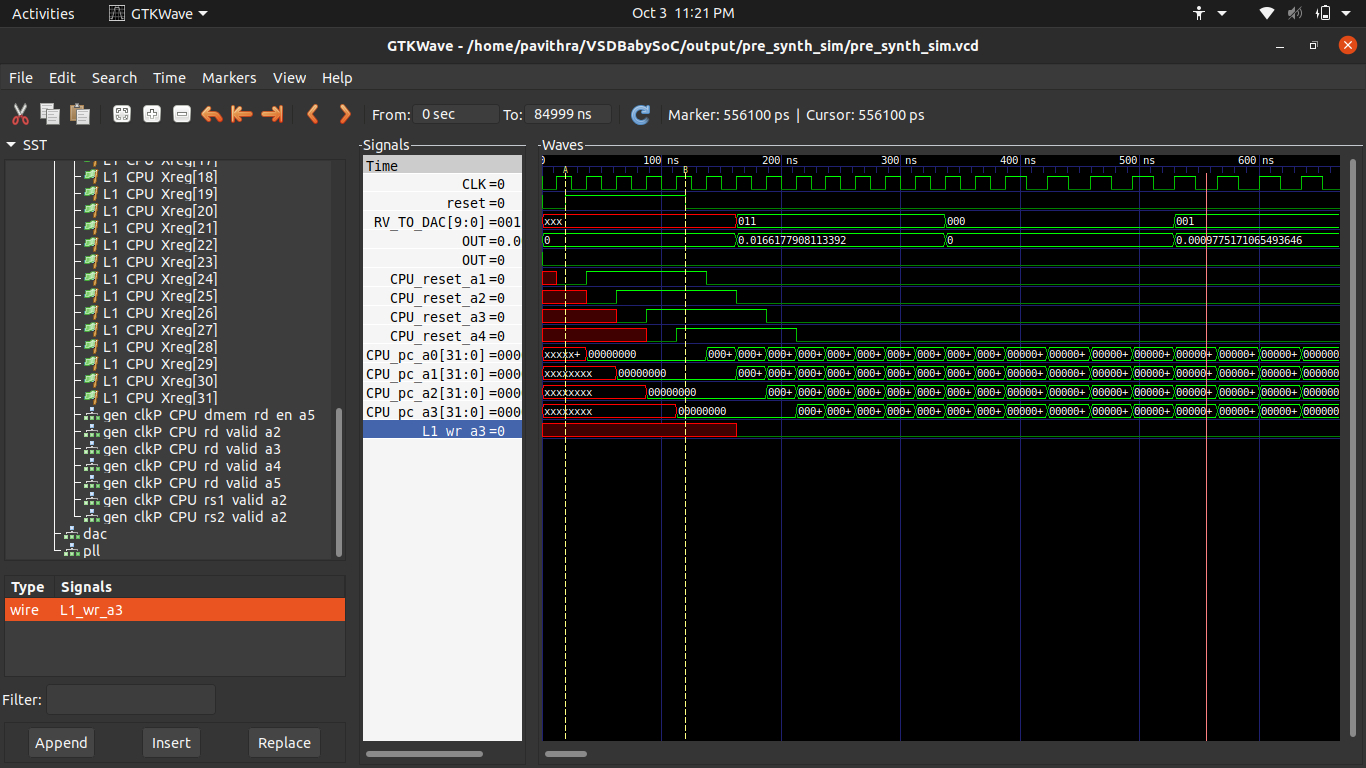 Activities GTKWave Oct 3 11:21 PM
GTKWave - /home/pavithra/VSDBabySoC/output/pre_synth_sim/pre_synth_sim.vcd
File Edit Search Time Markers View Help
From: 0 sec To: 84999 ns Marker: 556100 ps | Cursor: 556100 ps
SST
L1 CPU Xreg[17]
L1 CPU Xreg[18]
L1 CPU Xreg[19]
L1 CPU Xreg[20]
L1 CPU Xreg[21]
L1 CPU Xreg[22]
L1 CPU Xreg[23]
L1 CPU Xreg[24]
L1 CPU Xreg[25]
L1 CPU Xreg[26]
L1 CPU Xreg[27]
L1 CPU Xreg[28]
L1 CPU Xreg[29]
L1 CPU Xreg[30]
L1 CPU Xreg[31]
gen clkP CPU dmem rd en a5
gen clkP CPU rd valid a2
gen clkP CPU rd valid a3
gen clkP CPU rd valid a4
gen clkP CPU rd valid a5
gen clkP CPU rs1 valid a2
gen clkP CPU rs2 valid a2
dac
pll
Type Signals
wire L1_wr_a3
Filter:
Append Insert Replace
Signals
Time
CLK=0
reset=0
RV_TO_DAC[9:0]=001
OUT=0.0
OUT=0
CPU_reset_a1=0
CPU_reset_a2=0
CPU_reset_a3=0
CPU_reset_a4=0
CPU_pc_a0[31:0]=000
CPU_pc_a1[31:0]=000
CPU_pc_a2[31:0]=000
CPU_pc_a3[31:0]=000
L1_wr_a3=0
Waves
0 100 ns 200 ns 300 ns 400 ns 500 ns 600 ns
A B
xxx 011 000 001
0 0.0166177908113392 0 0.0009775171065493646
xxxxx+ 00000000 000+ 000+ 000+ 000+ 000+ 000+ 000+ 000+ 000+ 000+ 00000+ 00000+ 000+ 00000+ 00000+ 00000+ 00000+ 00000+ 00000+ 000000
xxxxxxxx 00000000 000+ 000+ 000+ 000+ 000+ 000+ 000+ 000+ 000+ 00000+ 00000+ 000+ 00000+ 00000+ 00000+ 00000+ 00000+ 00000+ 000000
xxxxxxxx 00000000 000+ 000+ 000+ 000+ 000+ 000+ 000+ 000+ 00000+ 00000+ 000+ 00000+ 00000+ 00000+ 00000+ 00000+ 00000+ 000000
xxxxxxxx 00000000 000+ 000+ 000+ 000+ 000+ 000+ 000+ 00000+ 00000+ 000+ 00000+ 00000+ 00000+ 00000+ 00000+ 00000+ 000000